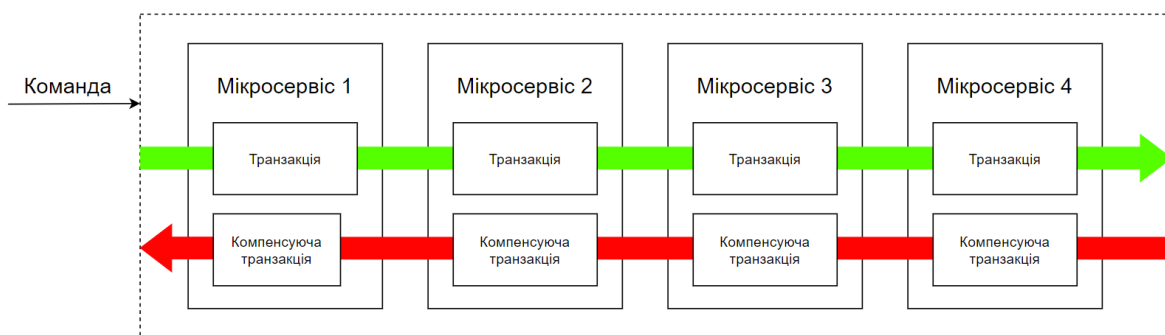 Команда
Мікросервіс 1
Мікросервіс 2
Мікросервіс 3
Мікросервіс 4
Транзакція
Транзакція
Транзакція
Транзакція
Компенсуюча
транзакція
Компенсуюча
транзакція
Компенсуюча
транзакція
Компенсуюча
транзакція